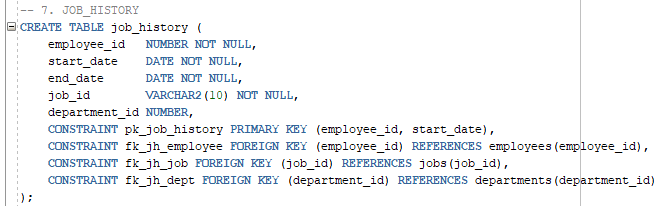 -- 7. JOB_HISTORY
CREATE TABLE job_history (
    employee_id   NUMBER NOT NULL,
    start_date    DATE NOT NULL,
    end_date      DATE NOT NULL,
    job_id        VARCHAR2(10) NOT NULL,
    department_id NUMBER,
    CONSTRAINT pk_job_history PRIMARY KEY (employee_id, start_date),
    CONSTRAINT fk_jh_employee FOREIGN KEY (employee_id) REFERENCES employees(employee_id),
    CONSTRAINT fk_jh_job FOREIGN KEY (job_id) REFERENCES jobs(job_id),
    CONSTRAINT fk_jh_dept FOREIGN KEY (department_id) REFERENCES departments(department_id)
);